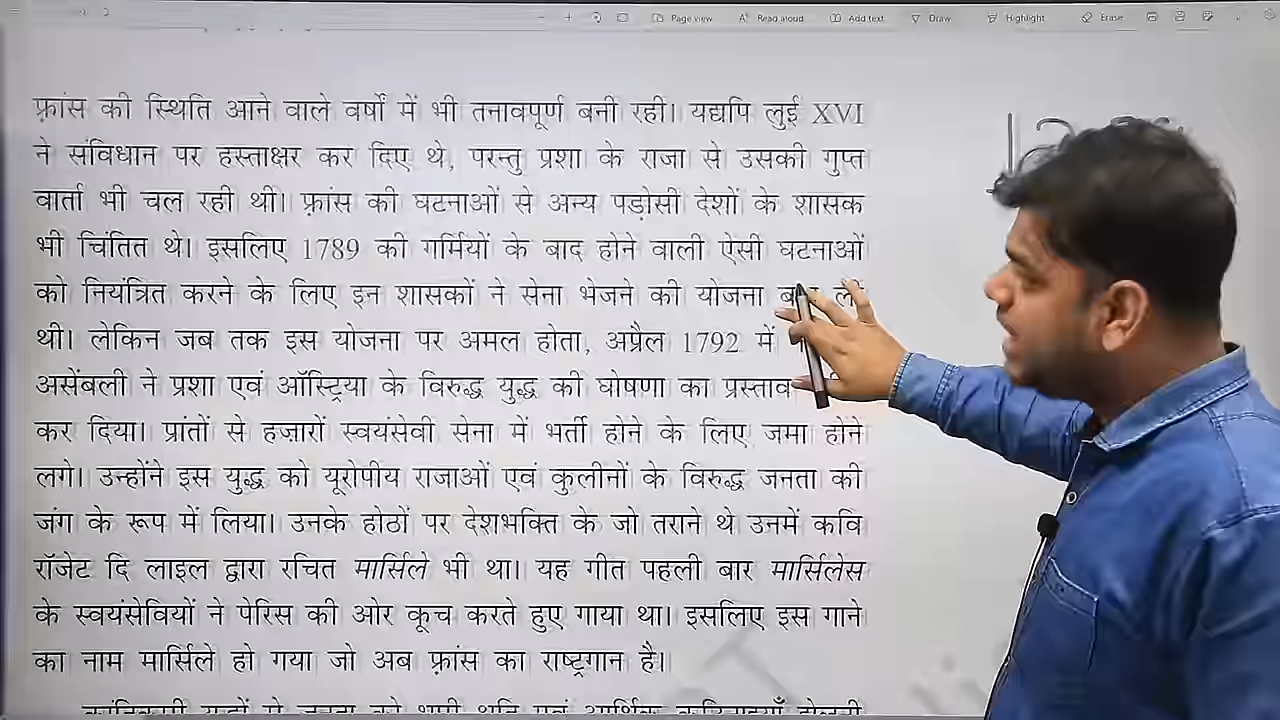 Page view
Read aloud
Add text
Draw
Highlight
Erase
फ़्रांस की स्थिति आने वाले वर्षों में भी तनावपूर्ण बनी रही। यद्यपि लुई XVI
ने संविधान पर हस्ताक्षर कर दिए थे, परन्तु प्रशा के राजा से उसकी गुप्त
वार्ता भी चल रही थी। फ़्रांस की घटनाओं से अन्य पड़ोसी देशों के शासक
भी चिंतित थे। इसलिए 1789 की गर्मियों के बाद होने वाली ऐसी घटनाओं
को नियंत्रित करने के लिए इन शासकों ने सेना भेजने की योजना
थी। लेकिन जब तक इस योजना पर अमल होता, अप्रैल 1792 में
असेंबली ने प्रशा एवं ऑस्ट्रिया के विरुद्ध युद्ध की घोषणा का प्रस्ताव
कर दिया। प्रांतों से हज़ारों स्वयंसेवी सेना में भर्ती होने के लिए जमा होने
लगे। उन्होंने इस युद्ध को यूरोपीय राजाओं एवं कुलीनों के विरुद्ध जनता की
जंग के रूप में लिया। उनके होठों पर देशभक्ति के जो तराने थे उनमें कवि
रॉजेट दि लाइल द्वारा रचित मार्सिले भी था। यह गीत पहली बार मार्सिलेस
के स्वयंसेवियों ने पेरिस की ओर कूच करते हुए गाया था। इसलिए इस गाने
का नाम मार्सिले हो गया जो अब फ़्रांस का राष्ट्रगान है।